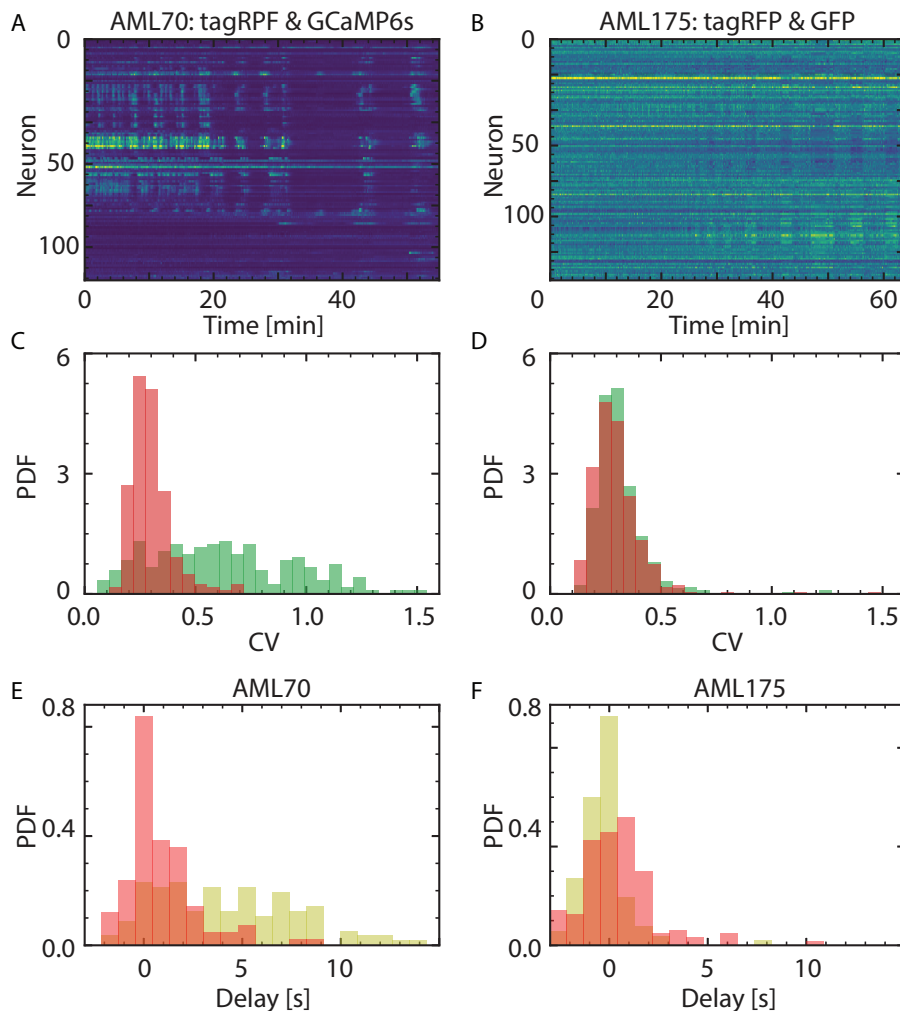 A
AML70: tagRPF & GCaMP6s
0
50
100
Neuron
0
20
40
Time [min]
B
AML175: tagRFP & GFP
0
50
100
Neuron
0
20
40
60
Time [min]
C
6
3
0
PDF
0.0
0.5
1.0
1.5
CV
D
6
3
0
PDF
0.0
0.5
1.0
1.5
CV
E
AML70
0.8
0.4
0.0
PDF
0
5
10
Delay [s]
F
AML175
0.8
0.4
0.0
PDF
0
5
10
Delay [s]